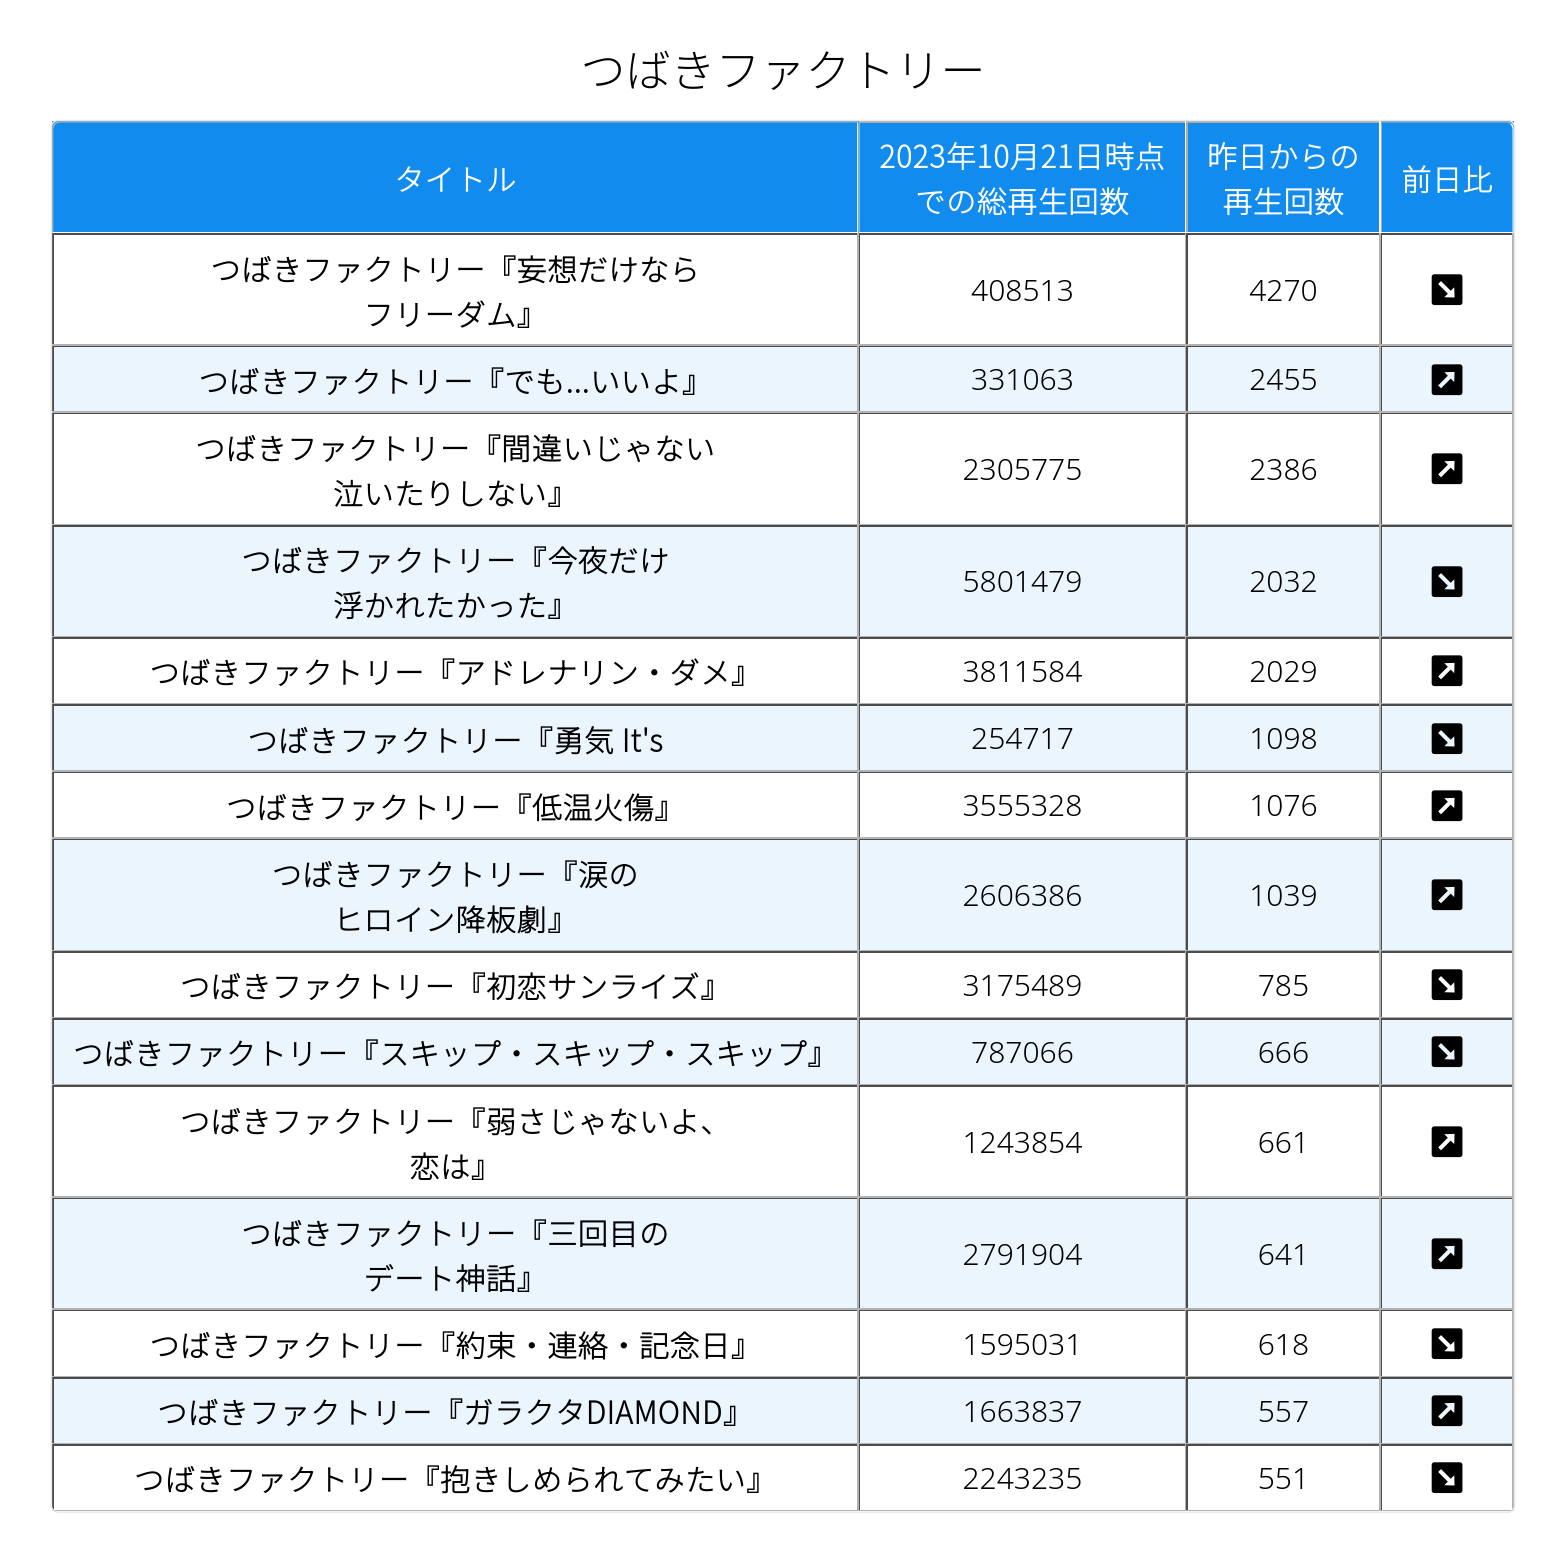 つばきファクトリー
タイトル
2023年10月21日時点
での総再生回数
昨日からの
再生回数
前日比
つばきファクトリー『妄想だけなら
フリーダム』
408513
4270
つばきファクトリー『でも...いいよ』
331063
2455
つばきファクトリー『間違いじゃない
泣いたりしない』
2305775
2386
つばきファクトリー『今夜だけ
浮かれたかった』
5801479
2032
つばきファクトリー『アドレナリン・ダメ』
3811584
2029
つばきファクトリー『勇気 It's
254717
1098
つばきファクトリー『低温火傷』
3555328
1076
つばきファクトリー『涙の
ヒロイン降板劇』
2606386
1039
つばきファクトリー『初恋サンライズ』
3175489
785
つばきファクトリー『スキップ・スキップ・スキップ』
787066
666
つばきファクトリー『弱さじゃないよ、
恋は』
1243854
661
つばきファクトリー『三回目の
デート神話』
2791904
641
つばきファクトリー『約束・連絡・記念日』
1595031
618
つばきファクトリー『ガラクタDIAMOND』
1663837
557
つばきファクトリー『抱きしめられてみたい』
2243235
551